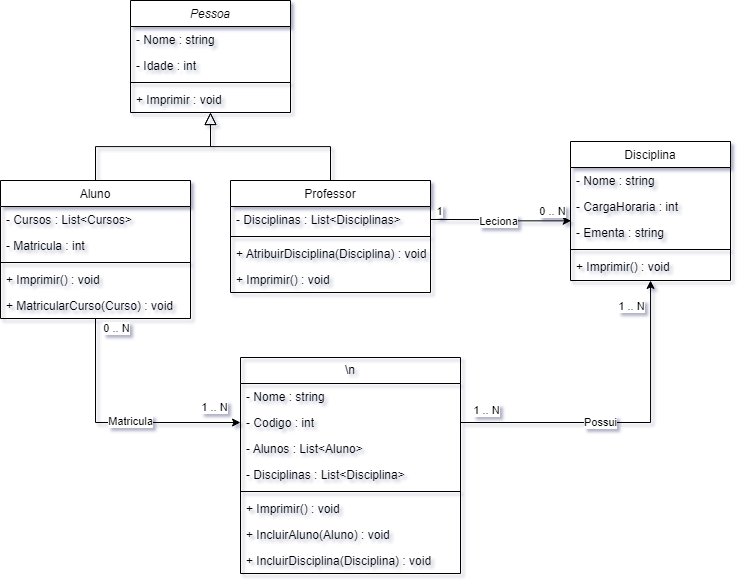 Pessoa
- Nome : string
- Idade : int
+ Imprimir : void
Aluno
- Cursos : List<Cursos>
- Matricula : int
+ Imprimir() : void
+ MatricularCurso(Curso) : void
Professor
- Disciplinas : List<Disciplinas>
+ AtribuirDisciplina(Disciplina) : void
+ Imprimir() : void
1
Leciona
0 .. N
Disciplina
- Nome : string
- CargaHoraria : int
- Ementa : string
+ Imprimir() : void
0 .. N
Matricula
1 .. N
\n
- Nome : string
- Codigo : int
- Alunos : List<Aluno>
- Disciplinas : List<Disciplina>
+ Imprimir() : void
+ IncluirAluno(Aluno) : void
+ IncluirDisciplina(Disciplina) : void
1 .. N
Possui
1 .. N